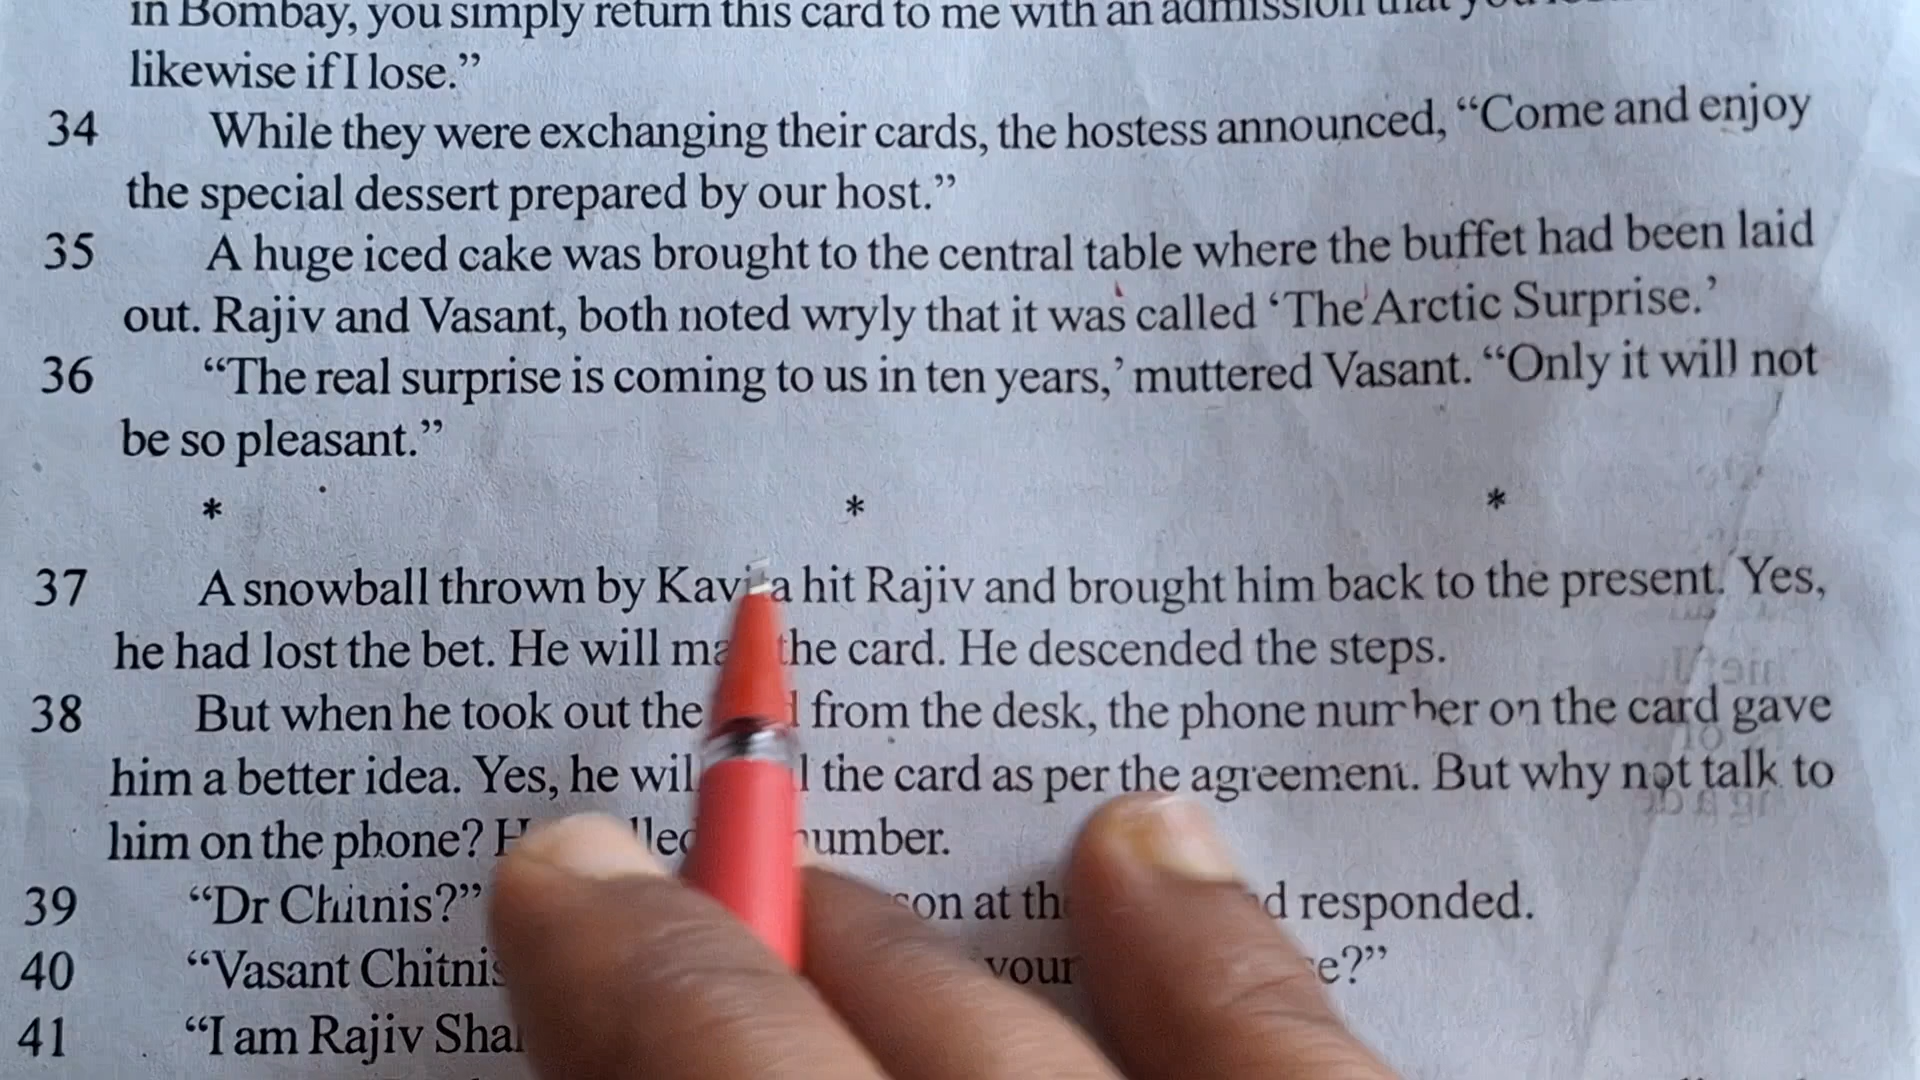 in Bombay, you simply return this card to me with an admission that you
likewise if I lose.”
34 While they were exchanging their cards, the hostess announced, “Come and enjoy
the special dessert prepared by our host.”
35 A huge iced cake was brought to the central table where the buffet had been laid
out. Rajiv and Vasant, both noted wryly that it was called ‘The Arctic Surprise.’
36 “The real surprise is coming to us in ten years,’ muttered Vasant. “Only it will not
be so pleasant.”
* * *
37 A snowball thrown by Kavita hit Rajiv and brought him back to the present. Yes,
he had lost the bet. He will the card. He descended the steps.
38 But when he took out the from the desk, the phone number on the card gave
him a better idea. Yes, he the card as per the agreement. But why not talk to
him on the phone? number.
39 “Dr Chitnis?” at responded.
40 “Vasant Chitnis your
41 “I am Rajiv